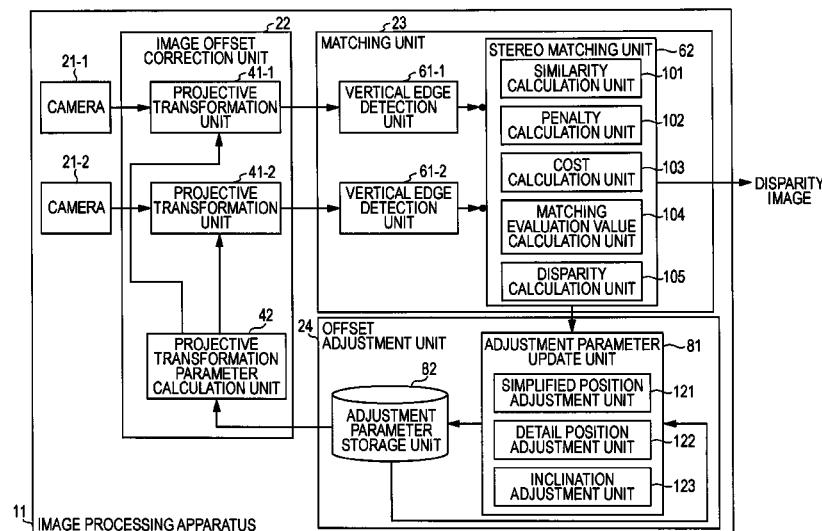 22
IMAGE OFFSET
CORRECTION UNIT
23
MATCHING UNIT
21-1
CAMERA
41-1
PROJECTIVE
TRANSFORMATION
UNIT
61-1
VERTICAL EDGE
DETECTION
UNIT
STEREO MATCHING UNIT
62
SIMILARITY
CALCULATION UNIT
101
PENALTY
CALCULATION UNIT
102
COST
CALCULATION UNIT
103
MATCHING
EVALUATION VALUE
CALCULATION UNIT
104
DISPARITY
CALCULATION UNIT
105
21-2
CAMERA
41-2
PROJECTIVE
TRANSFORMATION
UNIT
61-2
VERTICAL EDGE
DETECTION
UNIT
DISPARITY
IMAGE
42
PROJECTIVE
TRANSFORMATION
PARAMETER
CALCULATION UNIT
24
OFFSET
ADJUSTMENT UNIT
82
ADJUSTMENT
PARAMETER
STORAGE UNIT
ADJUSTMENT PARAMETER
UPDATE UNIT
81
SIMPLIFIED POSITION
ADJUSTMENT UNIT
121
DETAIL POSITION
ADJUSTMENT UNIT
122
INCLINATION
ADJUSTMENT UNIT
123
11
IMAGE PROCESSING APPARATUS